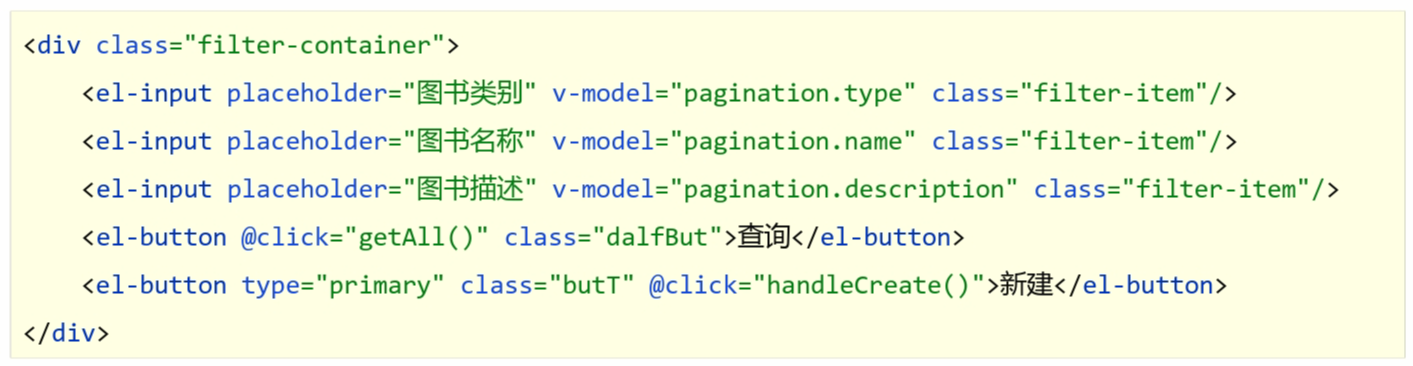 <div class="filter-container">
    <el-input placeholder="图书类别" v-model="pagination.type" class="filter-item"/>
    <el-input placeholder="图书名称" v-model="pagination.name" class="filter-item"/>
    <el-input placeholder="图书描述" v-model="pagination.description" class="filter-item"/>
    <el-button @click="getAll()" class="dalfBut">查询</el-button>
    <el-button type="primary" class="butT" @click="handleCreate()">新建</el-button>
</div>